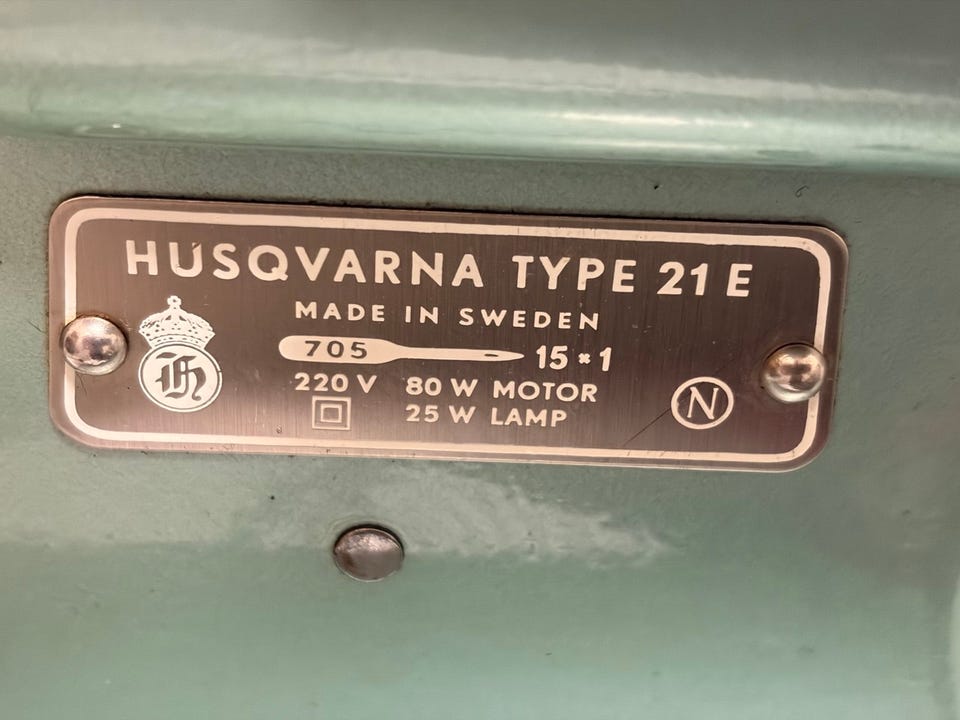 HUSQVARNA TYPE 21 E
MADE IN SWEDEN
705 15×1
220 V 80 W MOTOR
25 W LAMP
H
N